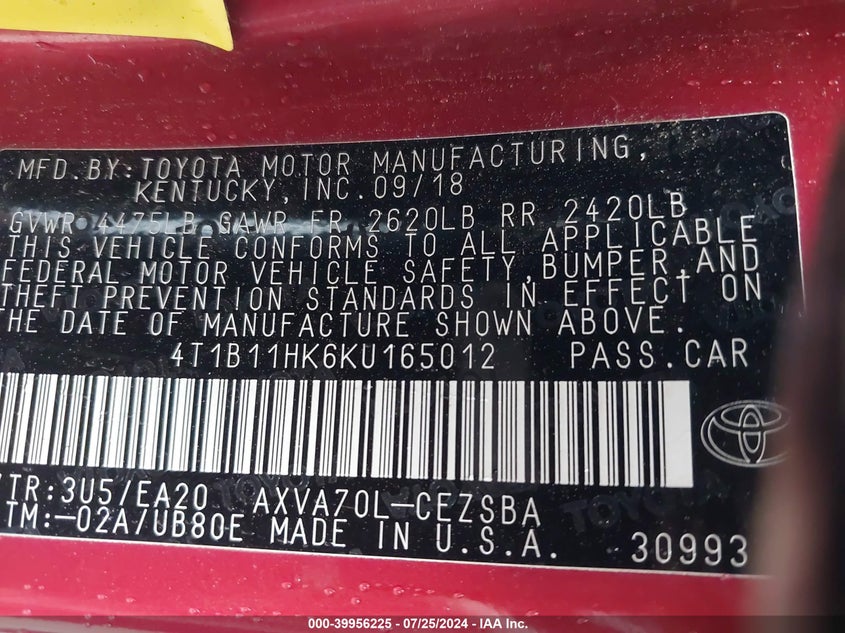 MFD.BY:TOYOTA MOTOR MANUFACTURING,
KENTUCKY, INC.09/18
GVWR 4475LB GAWR FR 2620LB RR 2420LB
THIS VEHICLE CONFORMS TO ALL APPLICABLE
FEDERAL MOTOR VEHICLE SAFETY,BUMPER,AND
THEFT PREVENTION STANDARDS IN EFFECT ON
THE DATE OF MANUFACTURE SHOWN ABOVE.
4T1B11HK6KU165012 PASS.CAR
/TR:3U5/EA20 AXVA70L-CEZSBA
TM:-02A/UB80E MADE IN U.S.A. 30993
000-39956225 - 07/25/2024 - IAA Inc.